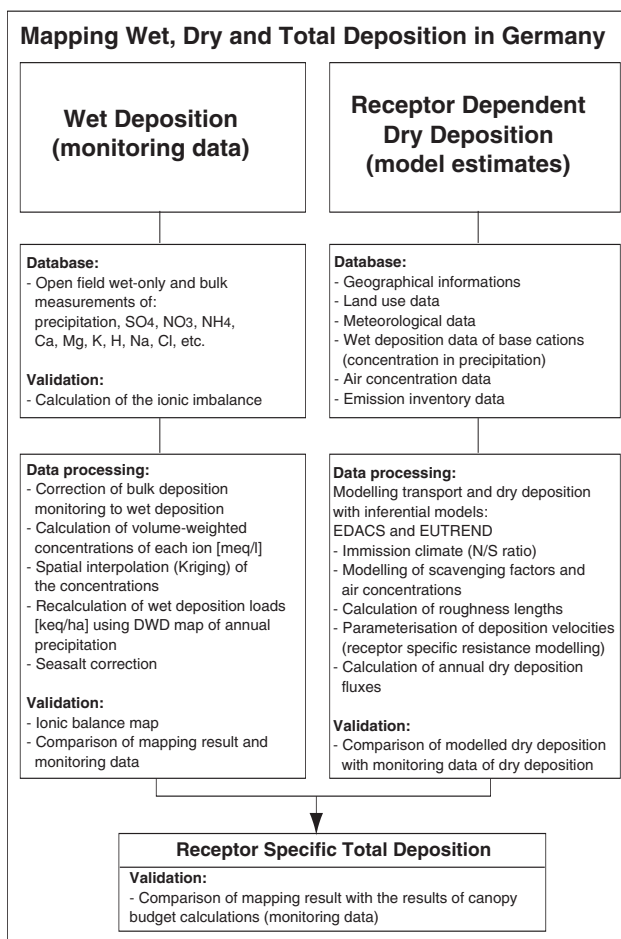 Mapping Wet, Dry and Total Deposition in Germany
Wet Deposition
(monitoring data)
Database:
- Open field wet-only and bulk
measurements of:
precipitation, SO4, NO3, NH4,
Ca, Mg, K, H, Na, Cl, etc.
Validation:
- Calculation of the ionic imbalance
Data processing:
- Correction of bulk deposition
monitoring to wet deposition
- Calculation of volume-weighted
concentrations of each ion [meq/l]
- Spatial interpolation (Kriging) of
the concentrations
- Recalculation of wet deposition loads
[keq/ha] using DWD map of annual
precipitation
- Seasalt correction
Validation:
- Ionic balance map
- Comparison of mapping result and
monitoring data
Receptor Dependent
Dry Deposition
(model estimates)
Database:
- Geographical informations
- Land use data
- Meteorological data
- Wet deposition data of base cations
(concentration in precipitation)
- Air concentration data
- Emission inventory data
Data processing:
Modelling transport and dry deposition
with inferential models:
EDACS and EUTREND
- Immission climate (N/S ratio)
- Modelling of scavenging factors and
air concentrations
- Calculation of roughness lengths
- Parameterisation of deposition velocities
(receptor specific resistance modelling)
- Calculation of annual dry deposition
fluxes
Validation:
- Comparison of modelled dry deposition
with monitoring data of dry deposition
Receptor Specific Total Deposition
Validation:
- Comparison of mapping result with the results of canopy
budget calculations (monitoring data)